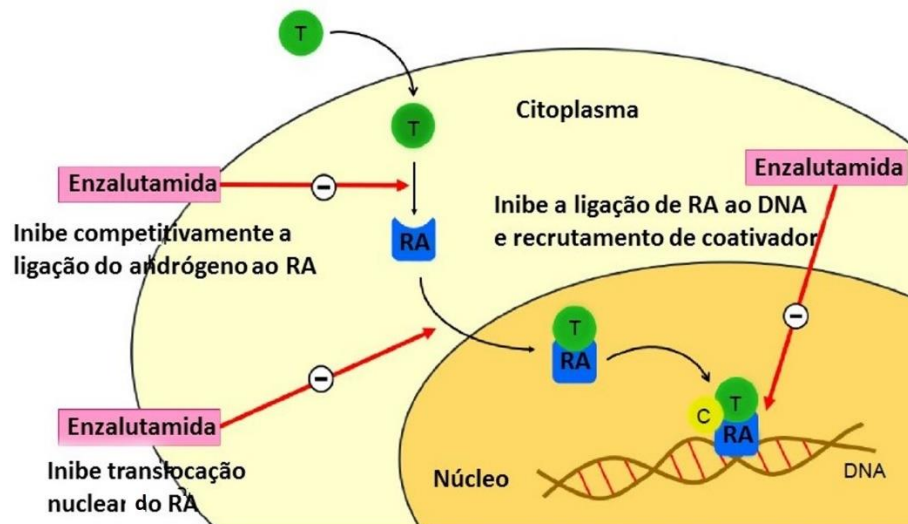 T
T
Citoplasma
Enzalutamida
Enzalutamida
Inibe competitivamente a
ligação do andrógeno ao RA
RA
Inibe a ligação de RA ao DNA
e recrutamento de coativador
T
RA
C
T
RA
Enzalutamida
Inibe translocação
nuclear do RA
Núcleo
DNA